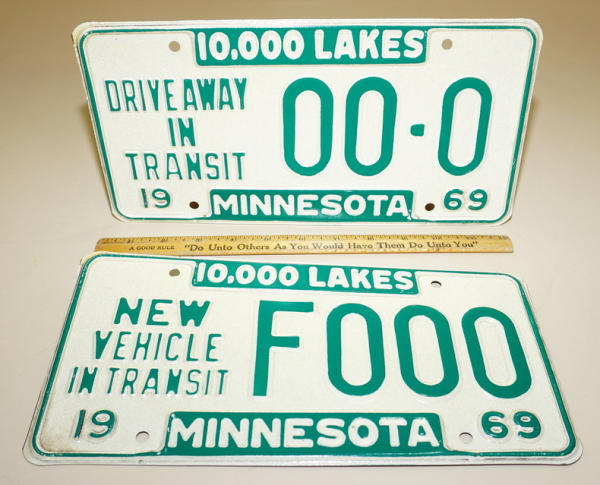 10,000 LAKES
DRIVEAWAY
IN
TRANSIT
00-0
19 MINNESOTA 69
A GOOD RULE "Do Unto Others As You Would Have Them Do Unto You"
10,000 LAKES
NEW
VEHICLE
IN TRANSIT
F000
19 MINNESOTA 69